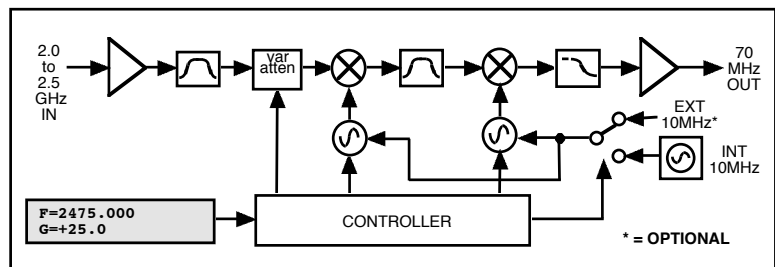 2.0
to
2.5
GHz
IN
var
atten
70
MHz
OUT
EXT
10MHz*
INT
10MHz
F=2475.000
G=+25.0
CONTROLLER
* = OPTIONAL